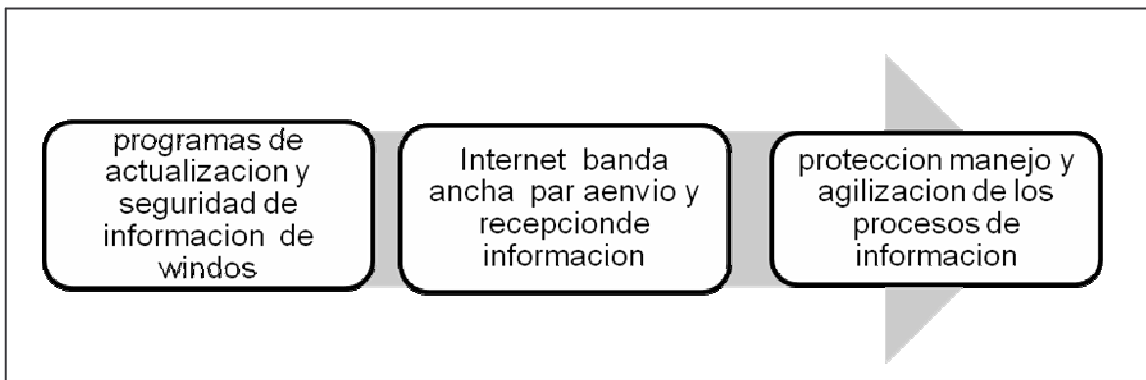 programas de
actualizacion y
seguridad de
informacion de
windos
Internet banda
ancha par aenvio y
recepcionde
informacion
proteccion manejo y
agilizacion de los
procesos de
informacion